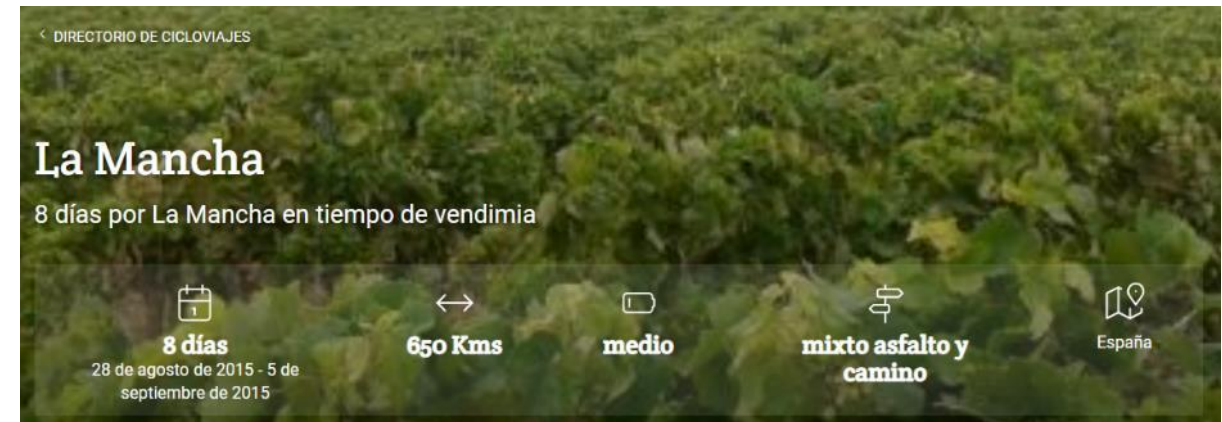 < DIRECTORIO DE CICLOVIAJES
La Mancha
8 días por La Mancha en tiempo de vendimia
1
8 días
28 de agosto de 2015 - 5 de
septiembre de 2015
650 Kms
medio
mixto asfalto y
camino
España